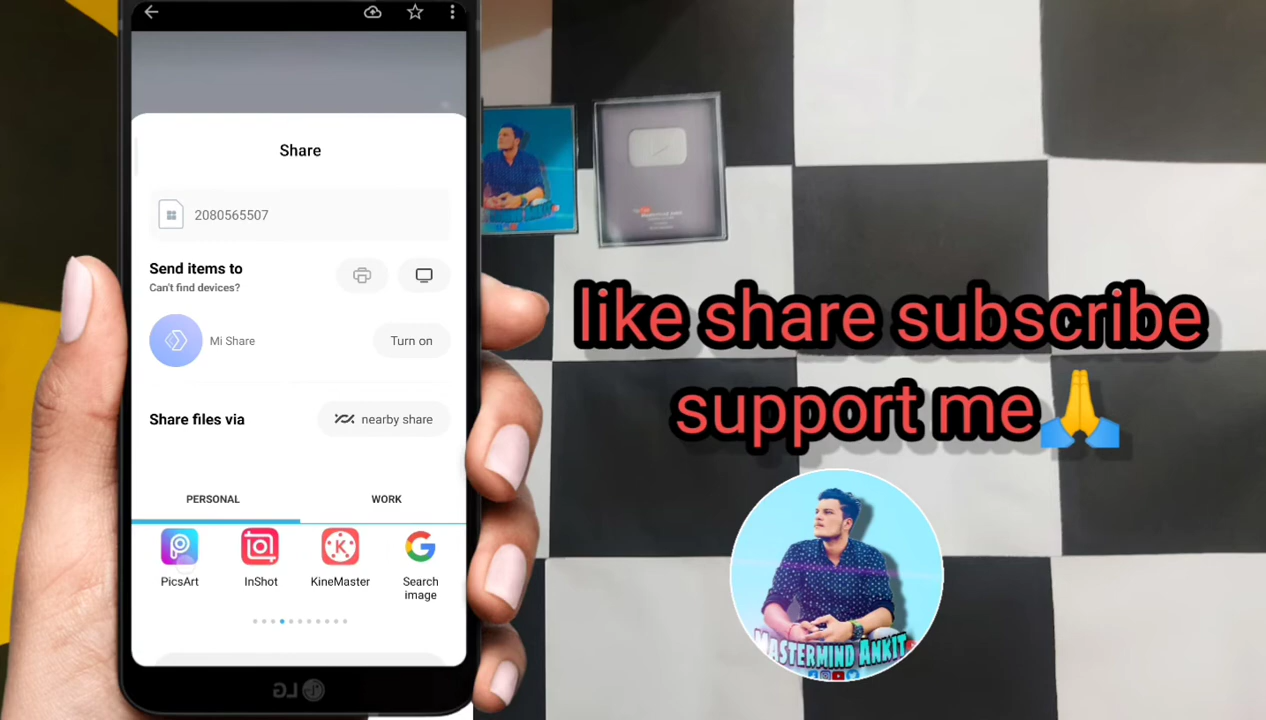 Share
2080565507
Send items to
Can't find devices?
Mi Share
Turn on
Share files via
nearby share
PERSONAL
WORK
PicsArt
InShot
KineMaster
Search
image
LG
like share subscribe
support me🙏
MASTERMIND ANKIT